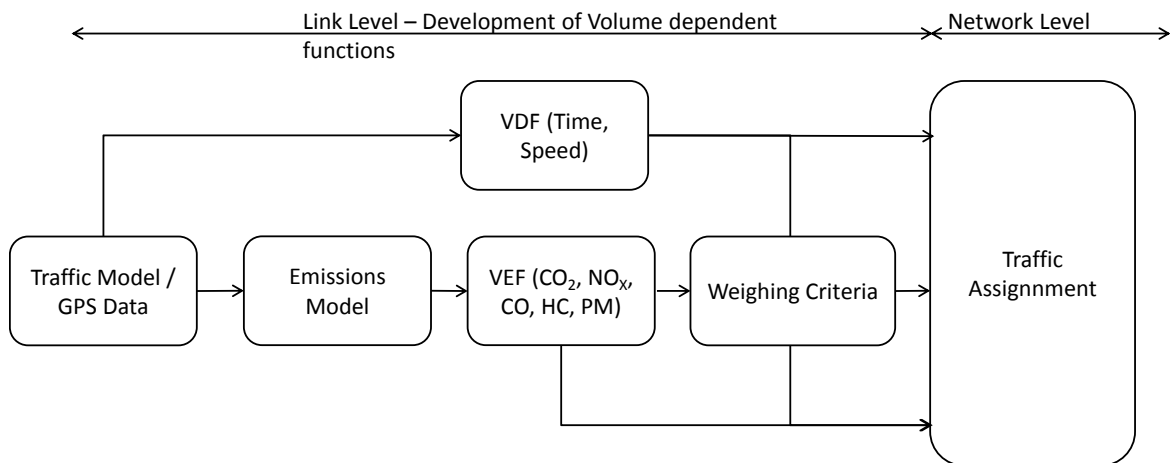 Link Level – Development of Volume dependent
functions
Network Level
VDF (Time,
Speed)
Traffic Model /
GPS Data
Emissions
Model
VEF (CO₂, NOₓ,
CO, HC, PM)
Weighing Criteria
Traffic
Assignnment